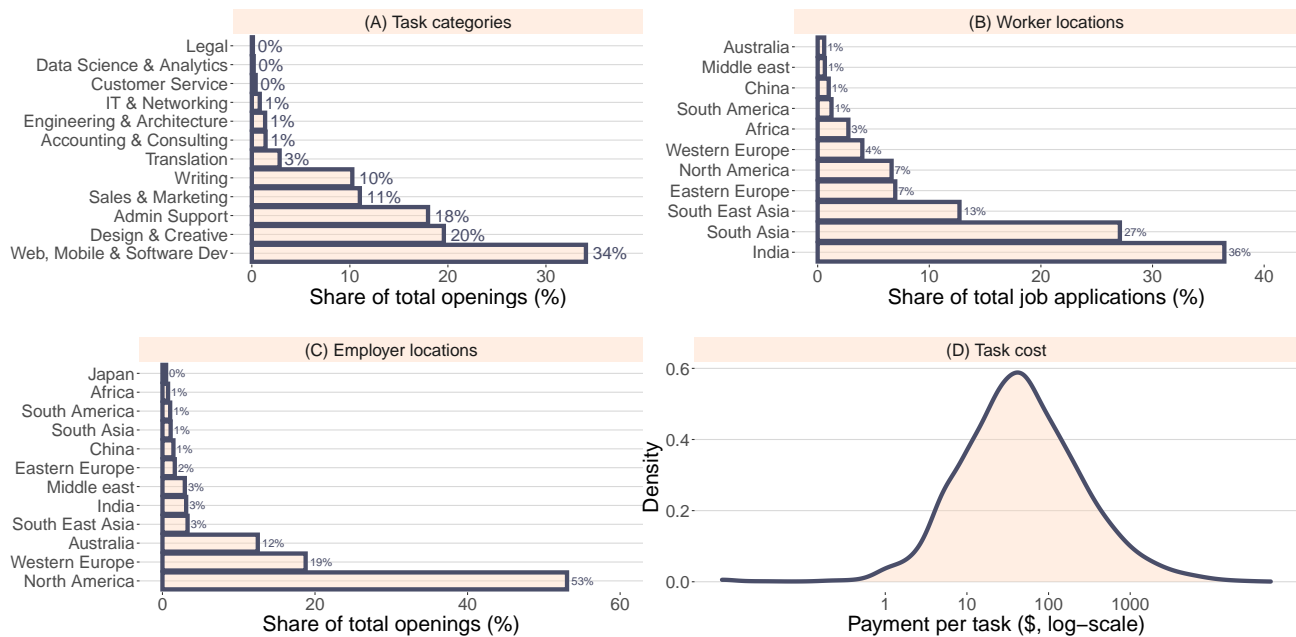 (A) Task categories
Legal 0%
Data Science & Analytics 0%
Customer Service 0%
IT & Networking 1%
Engineering & Architecture 1%
Accounting & Consulting 1%
Translation 3%
Writing 10%
Sales & Marketing 11%
Admin Support 18%
Design & Creative 20%
Web, Mobile & Software Dev 34%
0 10 20 30
Share of total openings (%)
(B) Worker locations
Australia 1%
Middle east 1%
China 1%
South America 1%
Africa 3%
Western Europe 4%
North America 7%
Eastern Europe 7%
South East Asia 13%
South Asia 27%
India 36%
0 10 20 30 40
Share of total job applications (%)
(C) Employer locations
Japan 0%
Africa 1%
South America 1%
South Asia 1%
China 1%
Eastern Europe 2%
Middle east 3%
India 3%
South East Asia 3%
Australia 12%
Western Europe 19%
North America 53%
0 20 40 60
Share of total openings (%)
(D) Task cost
0.6
0.4
0.2
0.0
Density
1 10 100 1000
Payment per task ($, log−scale)